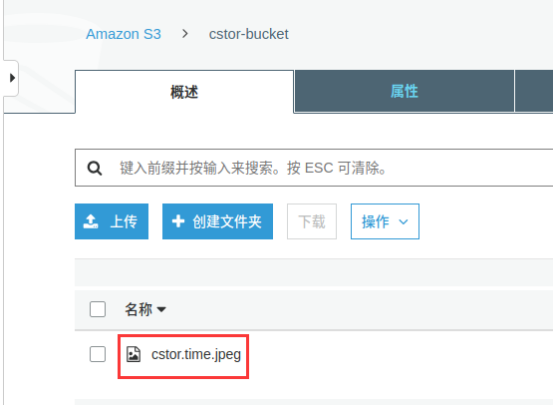 Amazon S3 > cstor-bucket
概述 属性
键入前缀并按输入来搜索。按 ESC 可清除。
上传 创建文件夹 下载 操作
名称
cstor.time.jpeg